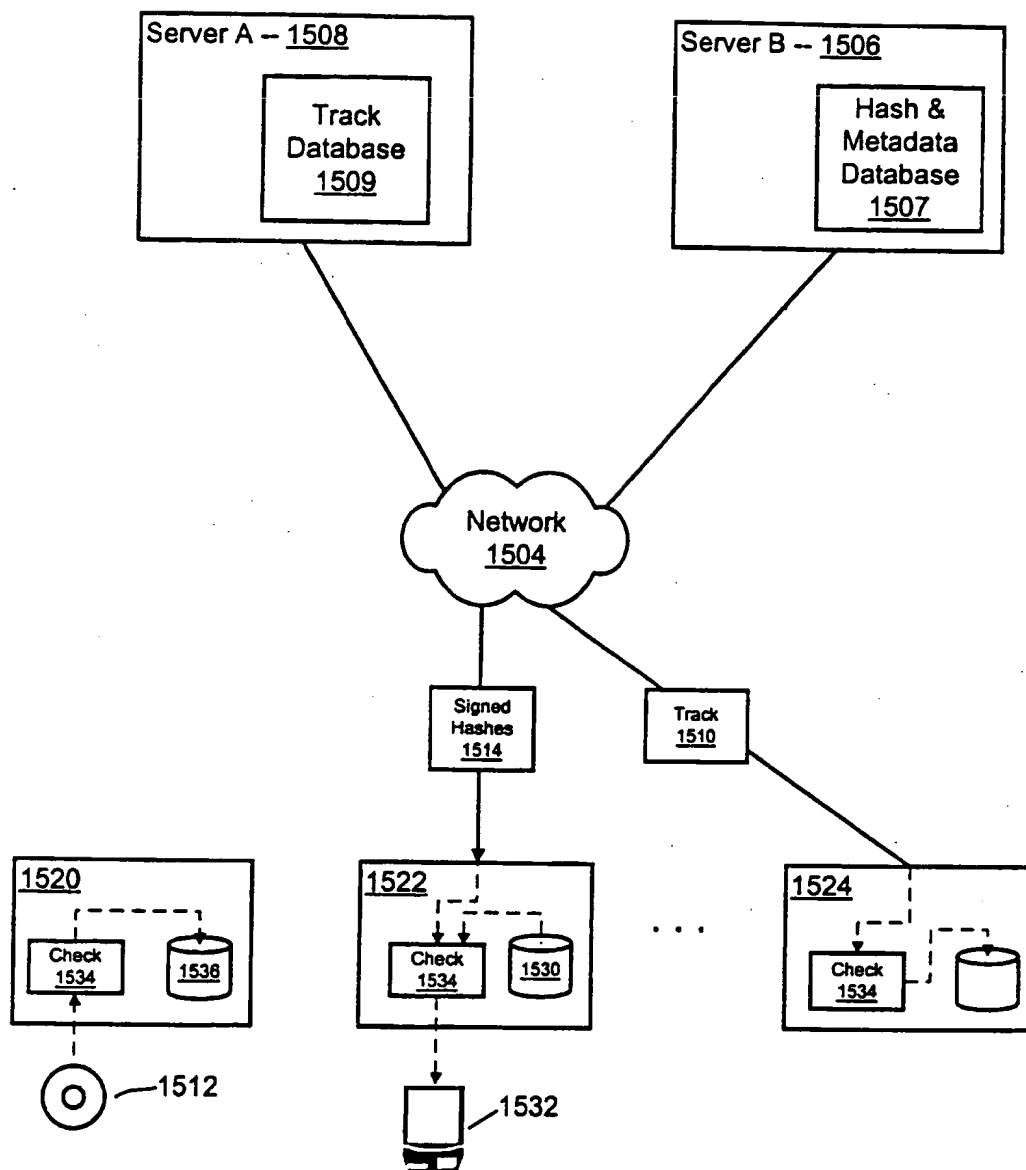 Server A -- 1508
Track
Database
1509
Server B -- 1506
Hash &
Metadata
Database
1507
Network
1504
Signed
Hashes
1514
Track
1510
1520
Check
1534
1536
1512
1522
Check
1534
1530
1532
. . .
1524
Check
1534